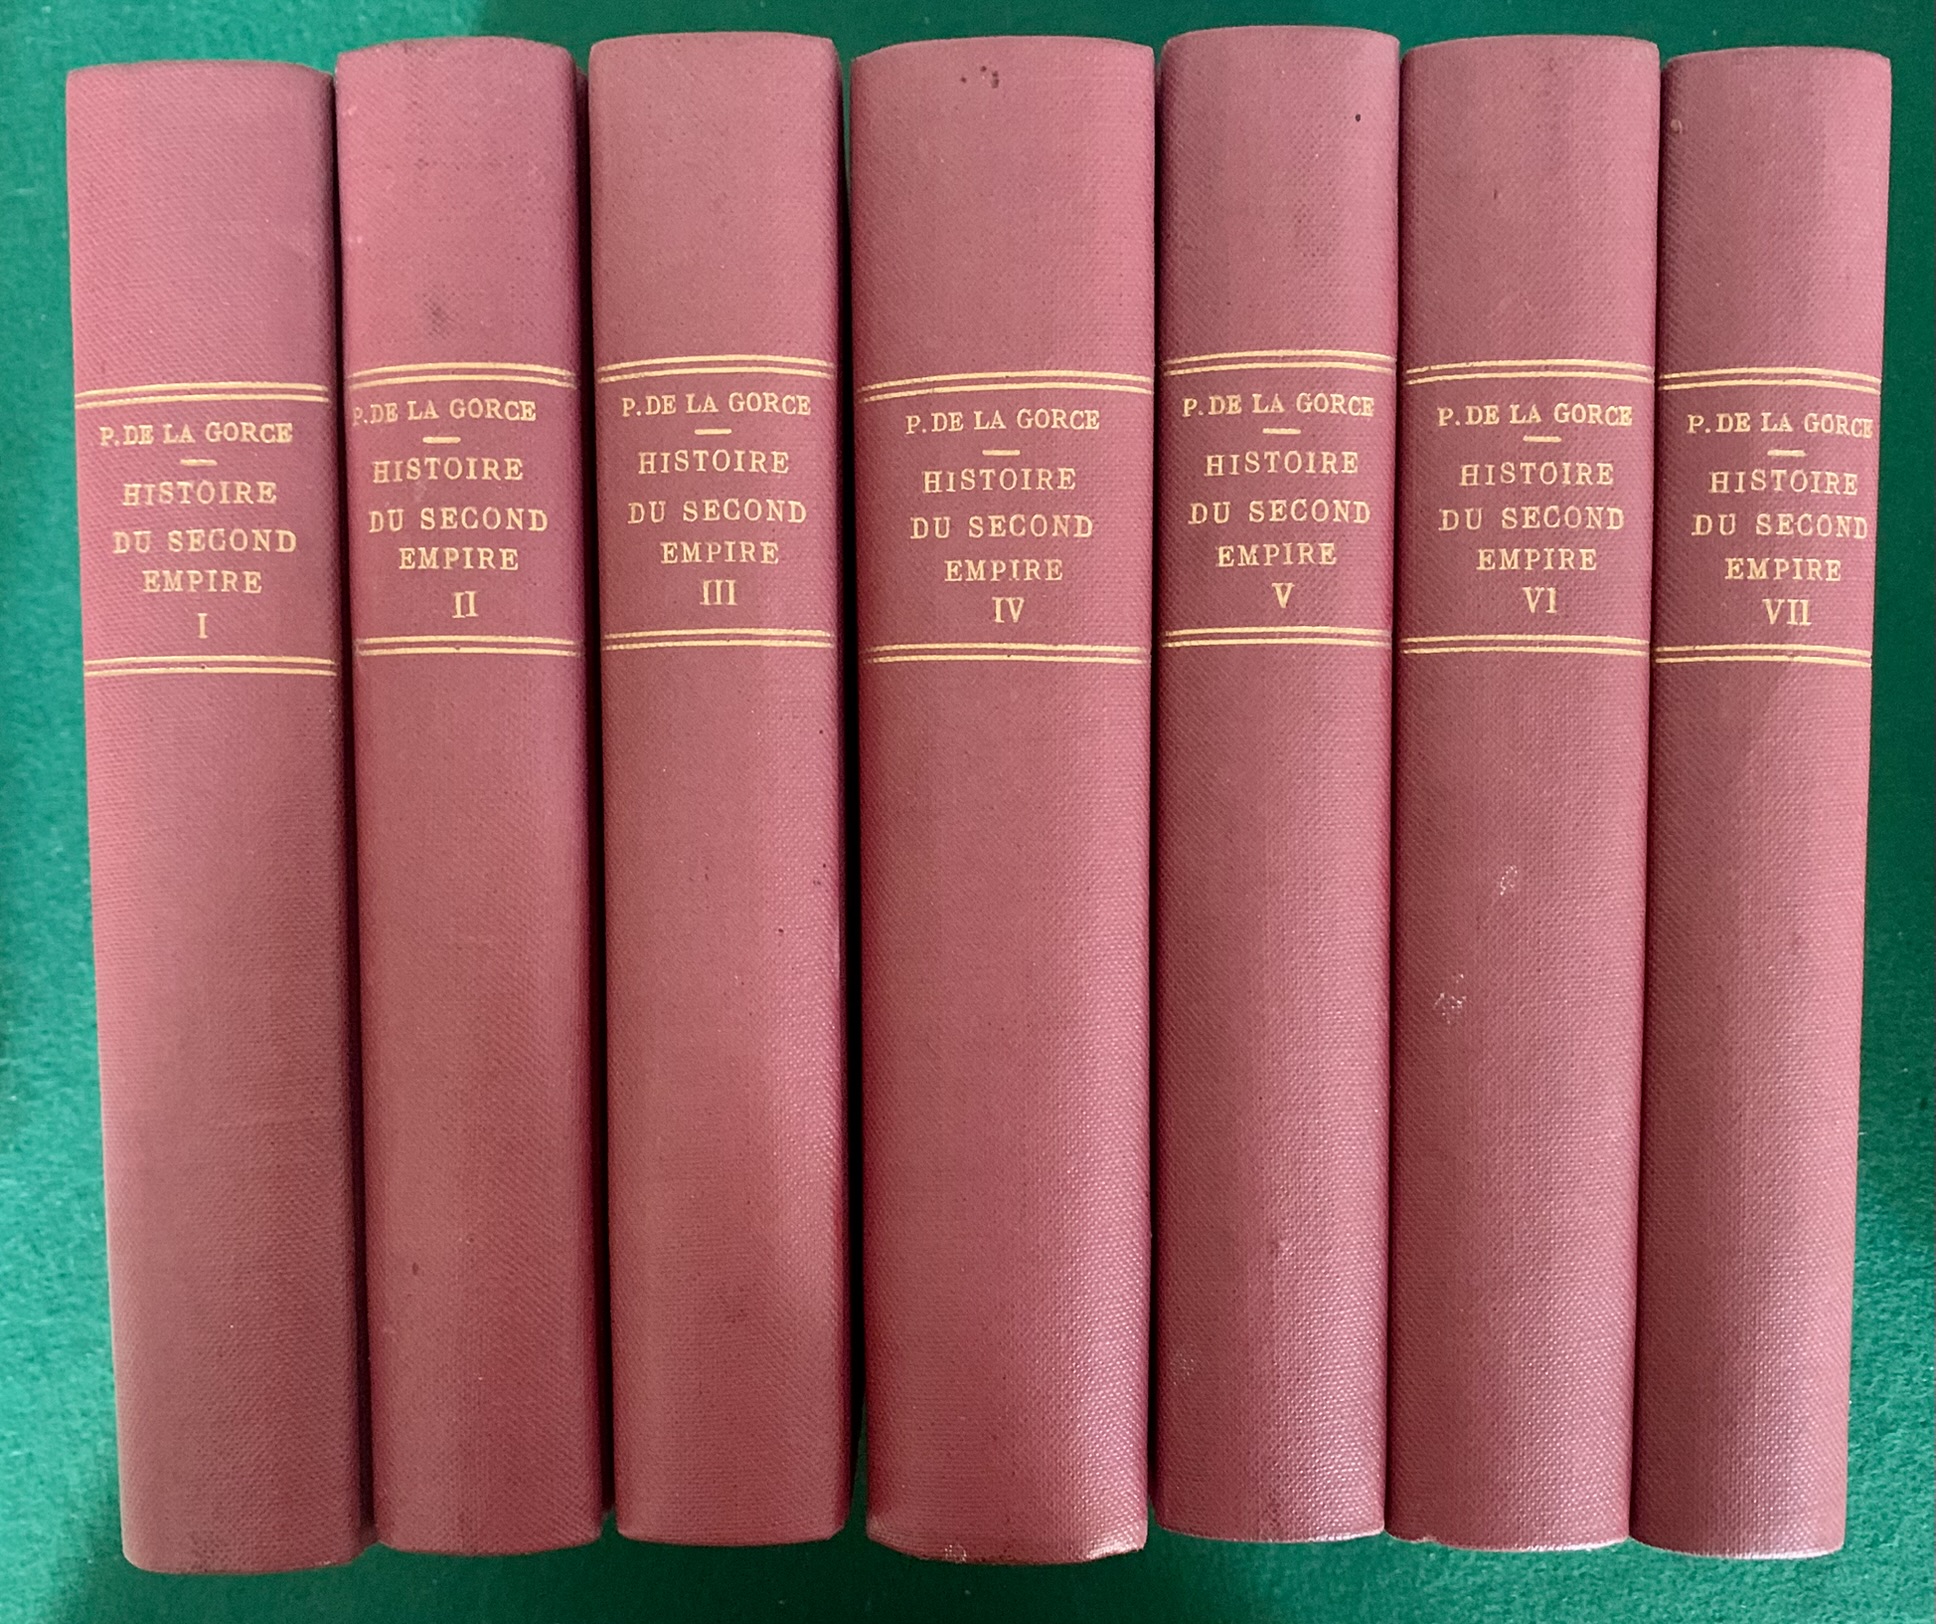 P. DE LA GORCE
HISTOIRE
DU SECOND
EMPIRE
I
P. DE LA GORCE
HISTOIRE
DU SECOND
EMPIRE
II
P. DE LA GORCE
HISTOIRE
DU SECOND
EMPIRE
III
P. DE LA GORCE
HISTOIRE
DU SECOND
EMPIRE
IV
P. DE LA GORCE
HISTOIRE
DU SECOND
EMPIRE
V
P. DE LA GORCE
HISTOIRE
DU SECOND
EMPIRE
VI
P. DE LA GORCE
HISTOIRE
DU SECOND
EMPIRE
VII